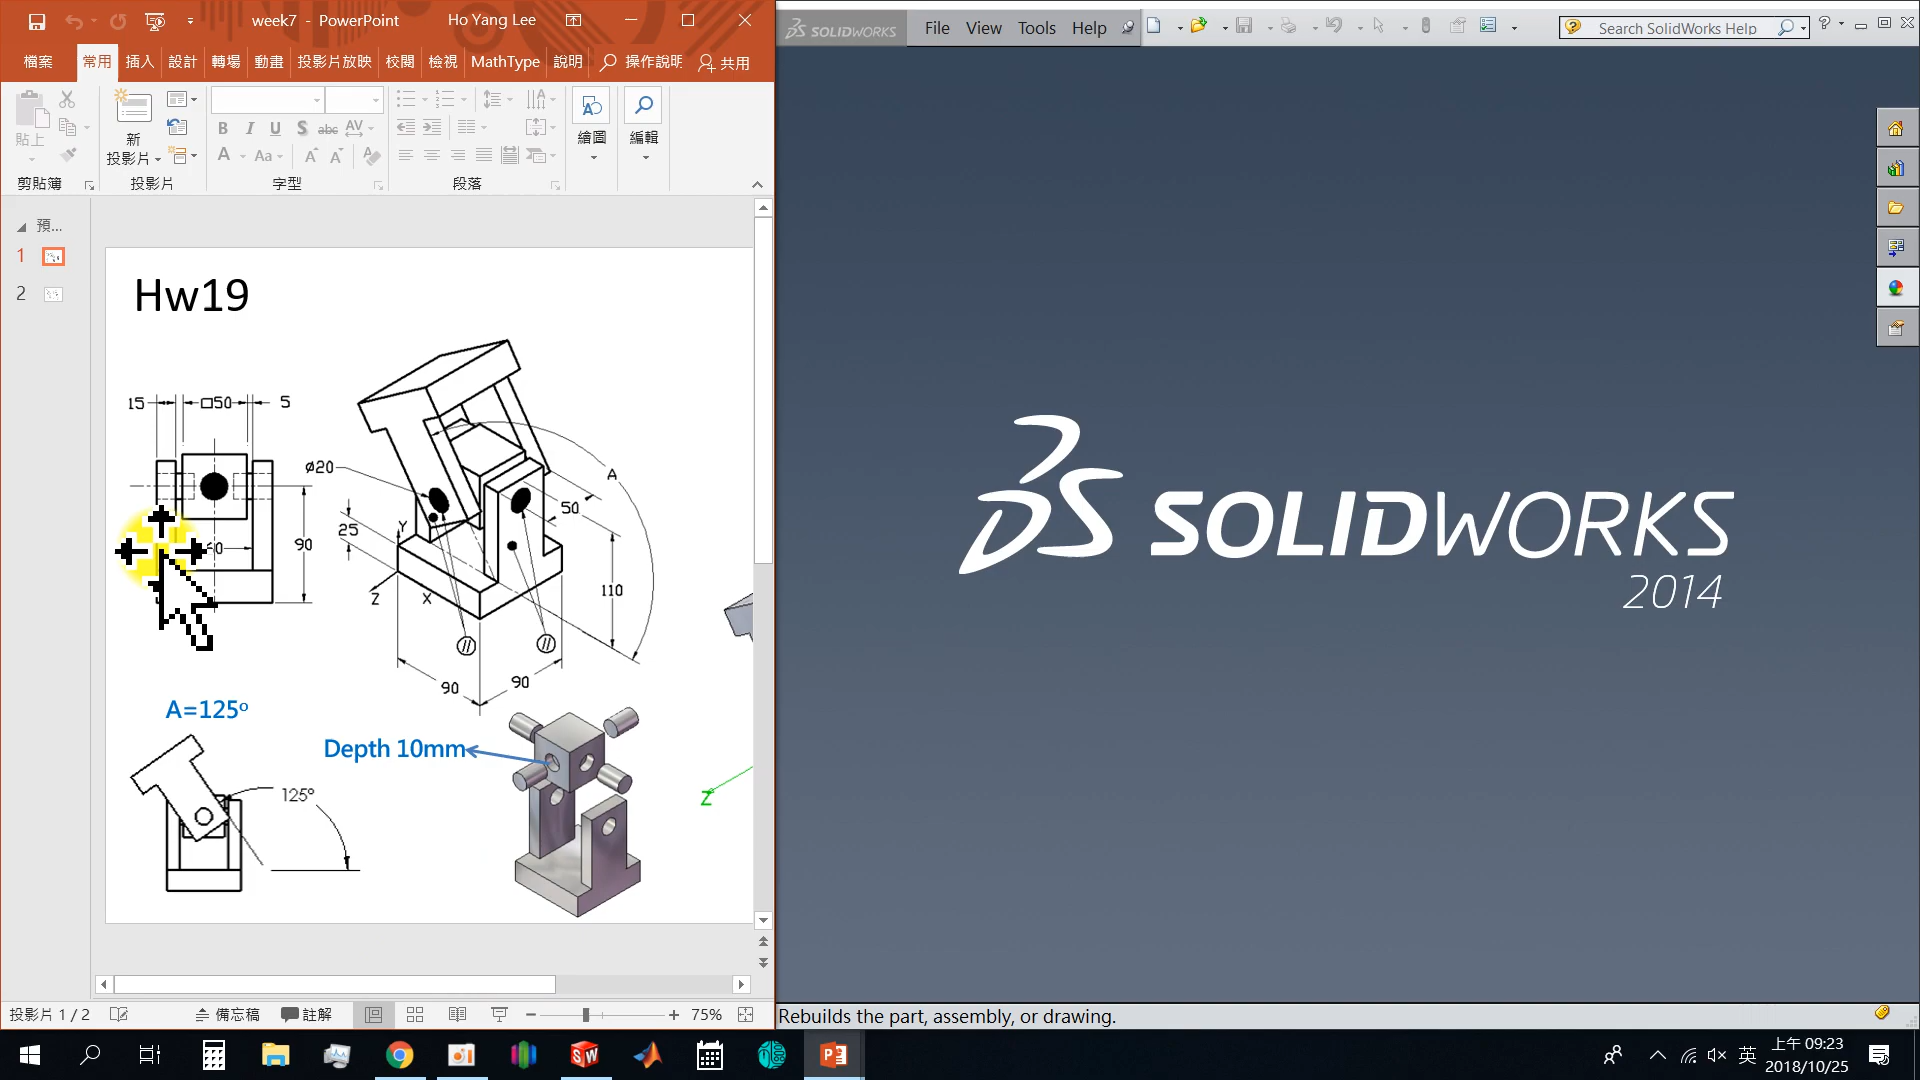 week7 - PowerPoint
Ho Yang Lee
檔案
常用
插入
設計
轉場
動畫
投影片放映
校閱
檢視
MathType
說明
操作說明
共用
貼上
新
投影片
B I U S abc AV
A Aa A A
繪圖
編輯
剪貼簿
投影片
字型
段落
預...
1
2
Hw19
15
□50
5
90
Ø20
25
Y
Z
X
A
50
110
90
90
A=125°
Depth 10mm
125°
Z
投影片 1 / 2
備忘稿
註解
75%
SOLIDWORKS
File
View
Tools
Help
Search SolidWorks Help
SOLIDWORKS
2014
Rebuilds the part, assembly, or drawing.
英
上午 09:23
2018/10/25